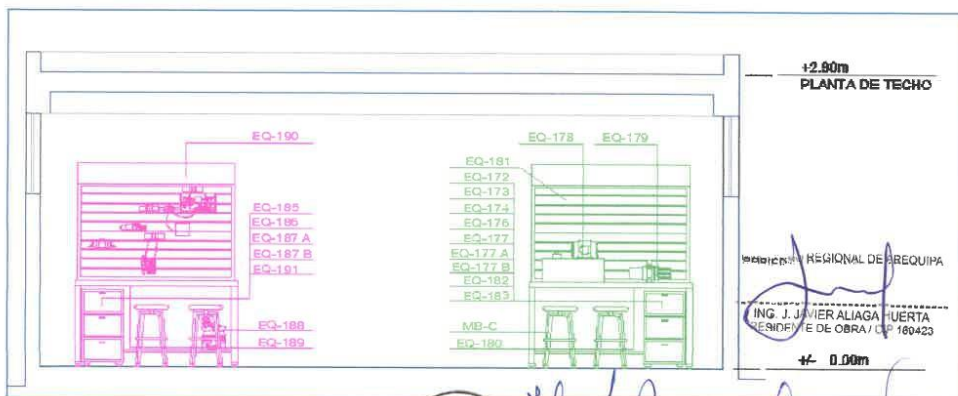 +2.80m
PLANTA DE TECHO
EQ-190
EQ-178
EQ-179
EQ-181
EQ-172
EQ-173
EQ-174
EQ-176
EQ-177
EQ-177 A
EQ-177 B
EQ-182
EQ-183
EQ-185
EQ-186
EQ-187 A
EQ-187 B
EQ-191
EQ-188
EQ-189
MB-C
EQ-180
REGIONAL DE AREQUIPA
ING. J. JAVIER ALIAGA HUERTA
RESIDENTE DE OBRA / CIP 160423
+/- 0.00m